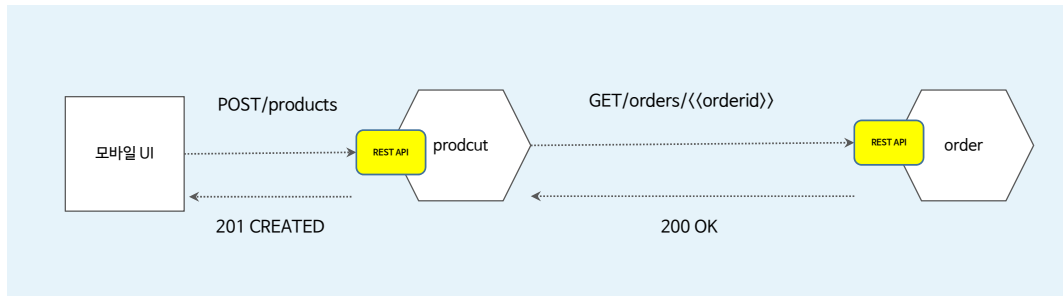 POST/products
GET/orders/《orderid》
모바일 UI
REST API
prodcut
REST API
order
201 CREATED
200 OK